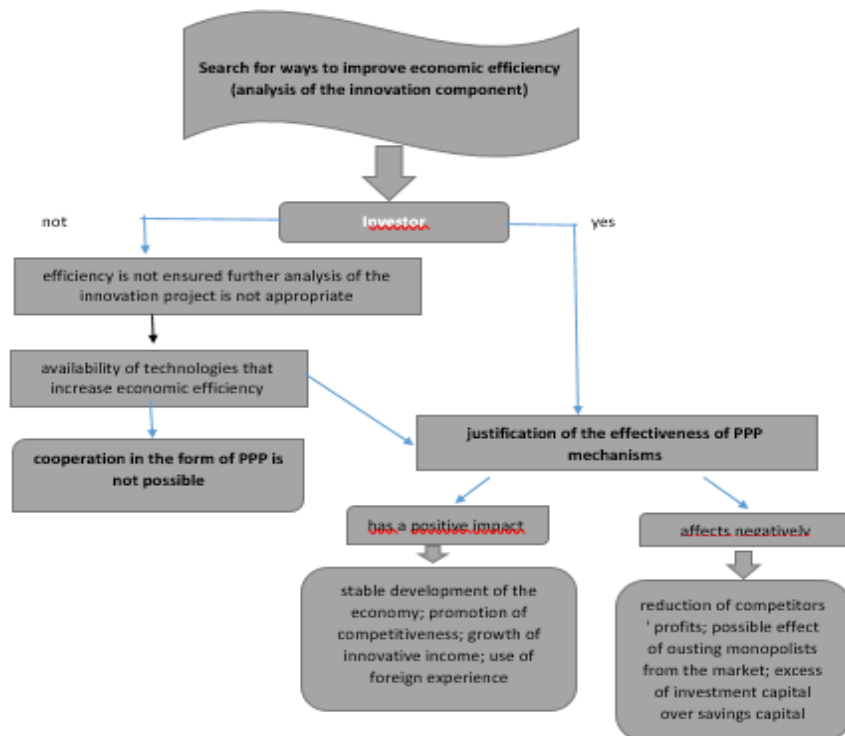 Search for ways to improve economic efficiency
(analysis of the innovation component)
not
Investor
yes
efficiency is not ensured further analysis of the
innovation project is not appropriate
availability of technologies that
increase economic efficiency
cooperation in the form of PPP is
not possible
justification of the effectiveness of PPP
mechanisms
has a positive impact
affects negatively
stable development of the
economy; promotion of
competitiveness; growth of
innovative income; use of
foreign experience
reduction of competitors
' profits; possible effect
of ousting monopolists
from the market; excess
of investment capital
over savings capital